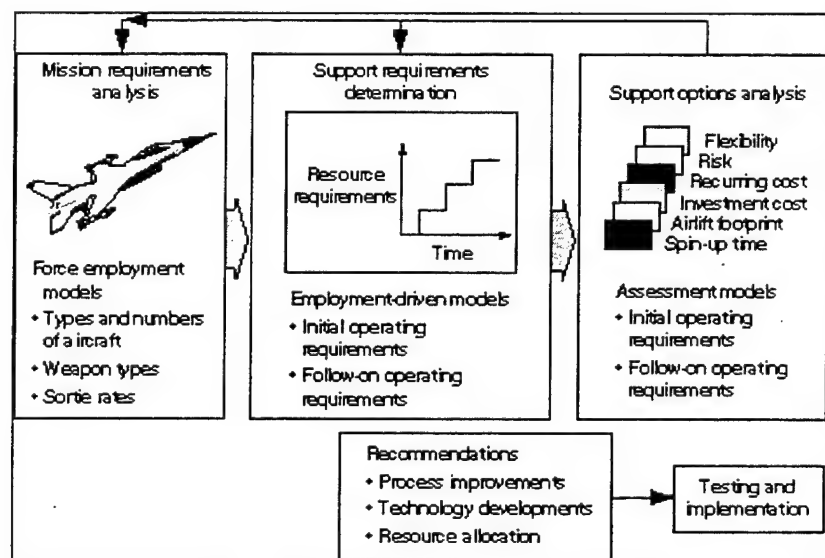 Mission requirements
analysis
Force employment
models
• Types and numbers
of aircraft
• Weapon types
• Sortie rates
Support requirements
determination
Resource
requirements
Time
Employment-driven models
• Initial operating
requirements
• Follow-on operating
requirements
Support options analysis
Flexibility
Risk
Recurring cost
Investment cost
Airlift footprint
Spin-up time
Assessment models
• Initial operating
requirements
• Follow-on operating
requirements
Recommendations
• Process improvements
• Technology developments
• Resource allocation
Testing and
implementation